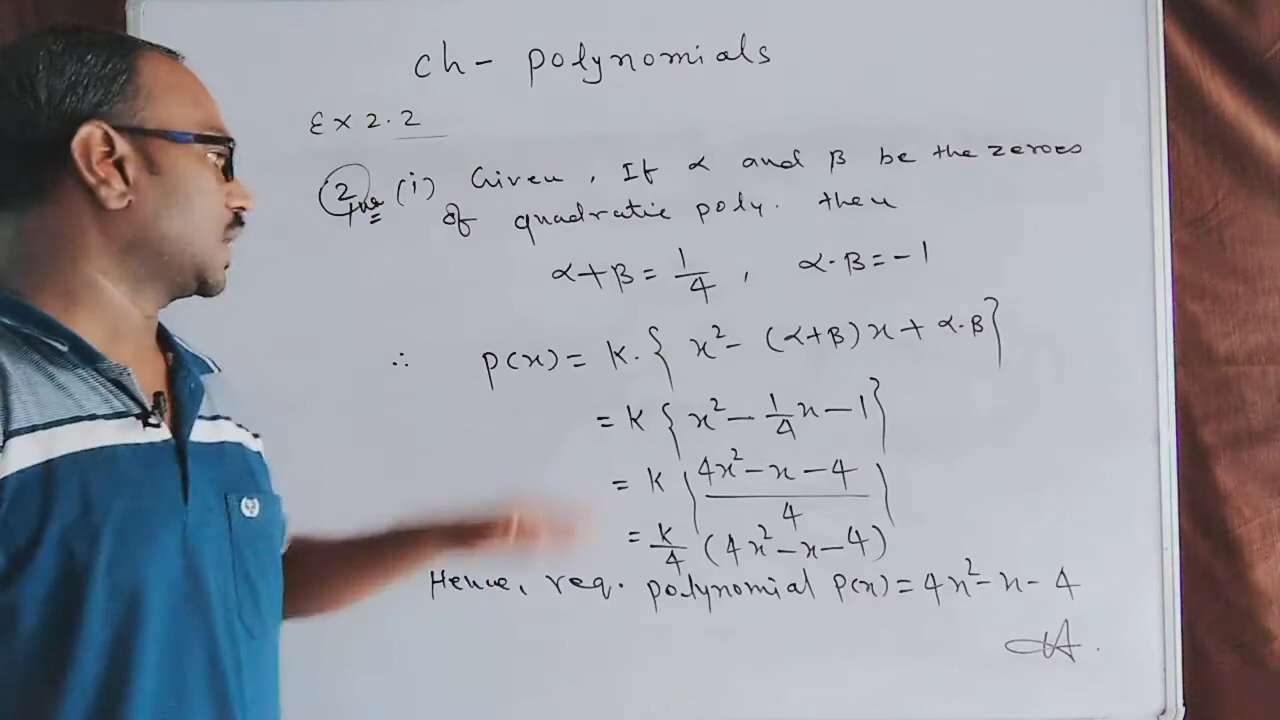 ch- polynomials
Ex 2.2
2 (i) Given, If α and β be the zeroes
of quadratic poly. then
α+β = 1/4 , α·β = -1
∴ p(x) = K·{x² - (α+β)x + α·β}
= K {x² - 1/4 x - 1}
= K {(4x² - x - 4)/4}
= K/4 (4x² - x - 4)
Hence, req. polynomial p(x) = 4x² - x - 4